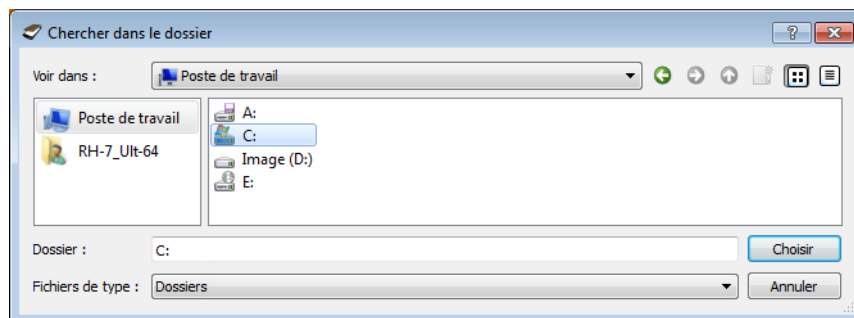 Chercher dans le dossier
Voir dans :
Poste de travail
Poste de travail
RH-7_Ult-64
A:
C:
Image (D:)
E:
Dossier :
C:
Choisir
Fichiers de type :
Dossiers
Annuler